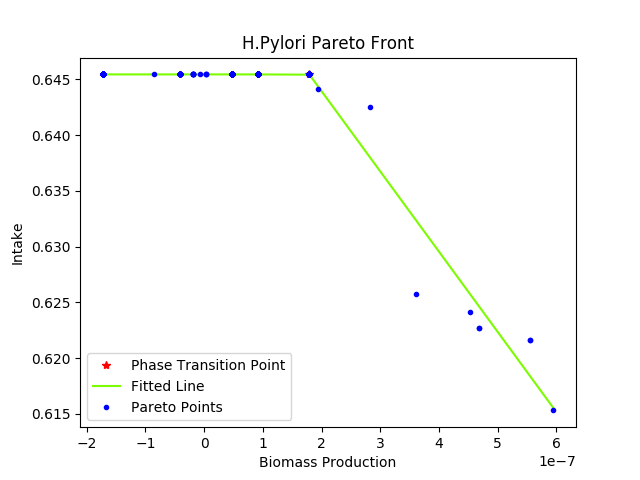 H.Pylori Pareto Front
Intake
0.645
0.640
0.635
0.630
0.625
0.620
0.615
Phase Transition Point
Fitted Line
Pareto Points
−2
−1
0
1
2
3
4
5
6
1e−7
Biomass Production